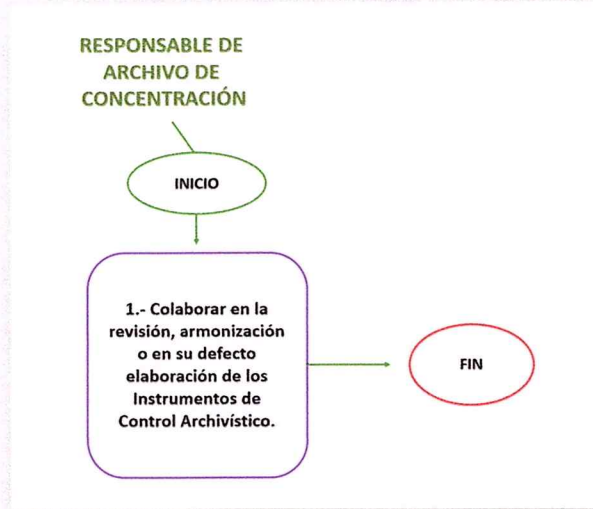 RESPONSABLE DE
ARCHIVO DE
CONCENTRACIÓN
INICIO
1.- Colaborar en la
revisión, armonización
o en su defecto
elaboración de los
Instrumentos de
Control Archivístico.
FIN